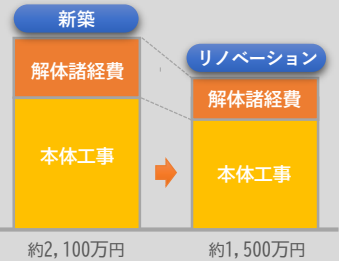 新築
解体諸経費
本体工事
約2,100万円
リノベーション
解体諸経費
本体工事
約1,500万円